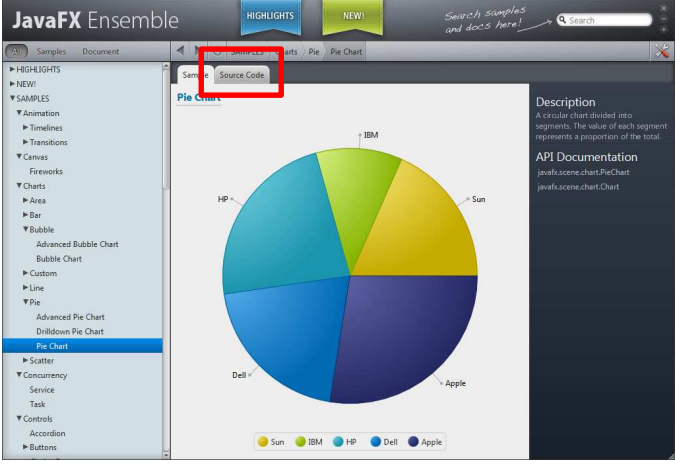 JavaFX Ensemble
HIGHLIGHTS
NEW!
Search samples
and docs here!
Search
All Samples Document
SAMPLES Charts Pie Pie Chart
HIGHLIGHTS
NEW!
SAMPLES
Animation
Timelines
Transitions
Canvas
Fireworks
Charts
Area
Bar
Bubble
Advanced Bubble Chart
Bubble Chart
Custom
Line
Pie
Advanced Pie Chart
Drilldown Pie Chart
Pie Chart
Scatter
Concurrency
Service
Task
Controls
Accordion
Buttons
Sample Source Code
Pie Chart
IBM
HP
Sun
Dell
Apple
Sun IBM HP Dell Apple
Description
A circular chart divided into
segments. The value of each segment
represents a proportion of the total.
API Documentation
javafx.scene.chart.PieChart
javafx.scene.chart.Chart